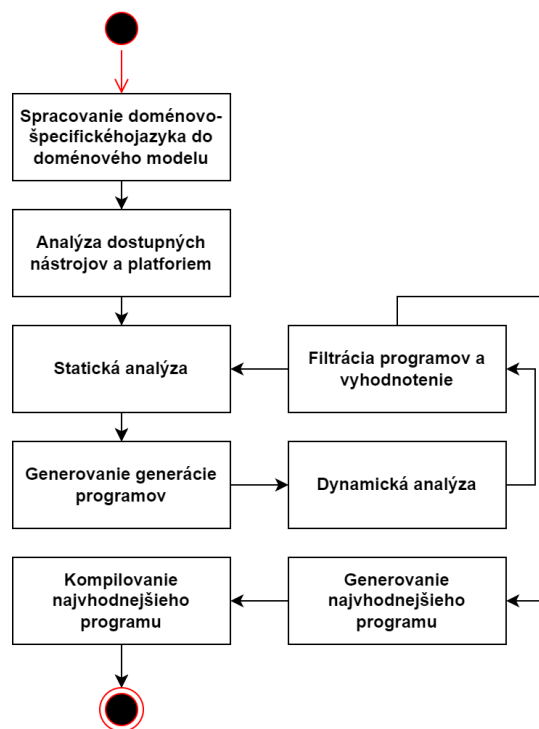 Spracovanie doménovo-
špecifickéhojazyka do
doménového modelu
Analýza dostupných
nástrojov a platforiem
Statická analýza
Filtrácia programov a
vyhodnotenie
Generovanie generácie
programov
Dynamická analýza
Kompilovanie
najvhodnejšieho
programu
Generovanie
najvhodnejšieho
programu